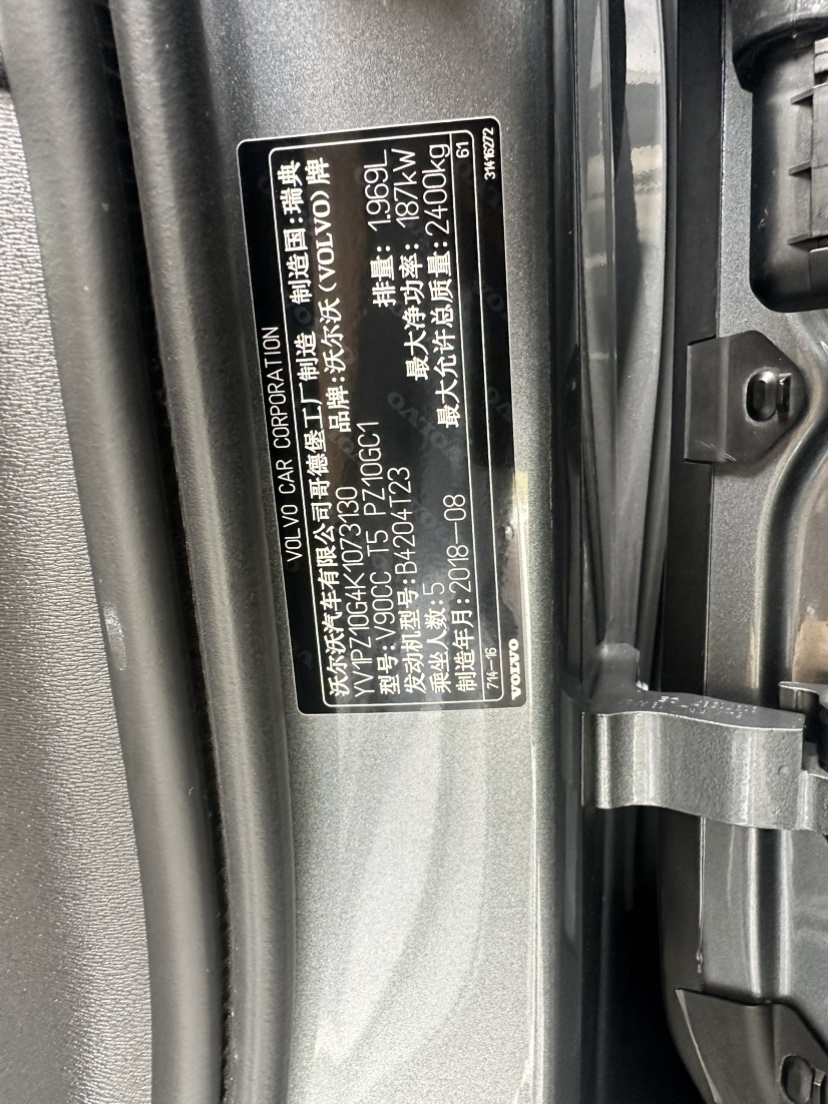 VOLVO CAR CORPORATION
沃尔沃汽车有限公司哥德堡工厂制造 制造国:瑞典
YV1PZ10G4K1073130 品牌:沃尔沃(VOLVO)牌
型号:V90CC T5 PZ10GC1
发动机型号:B4204T23 排量: 1.969L
乘坐人数:5 最大净功率: 187kW
制造年月:2018-08 最大允许总质量: 2400kg
714-16 61
VOLVO 31416272